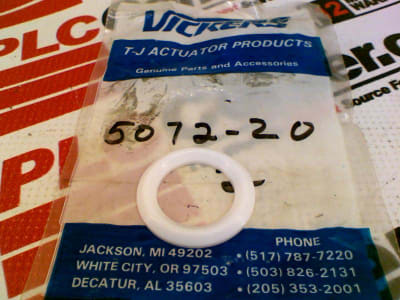 VICKERS
T-J ACTUATOR PRODUCTS
Genuine Parts and Accessories
5072-20
JACKSON, MI 49202
WHITE CITY, OR 97503
DECATUR, AL 35603
PHONE
• (517) 787-7220
• (503) 826-2131
• (205) 353-2001
PLC